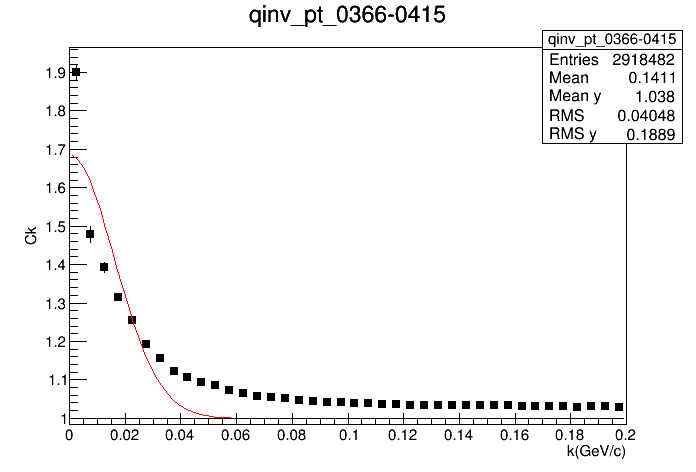 qinv_pt_0366-0415
qinv_pt_0366-0415
Entries 2918482
Mean 0.1411
Mean y 1.038
RMS 0.04048
RMS y 0.1889
Ck
1.9
1.8
1.7
1.6
1.5
1.4
1.3
1.2
1.1
1
0 0.02 0.04 0.06 0.08 0.1 0.12 0.14 0.16 0.18 0.2
k(GeV/c)